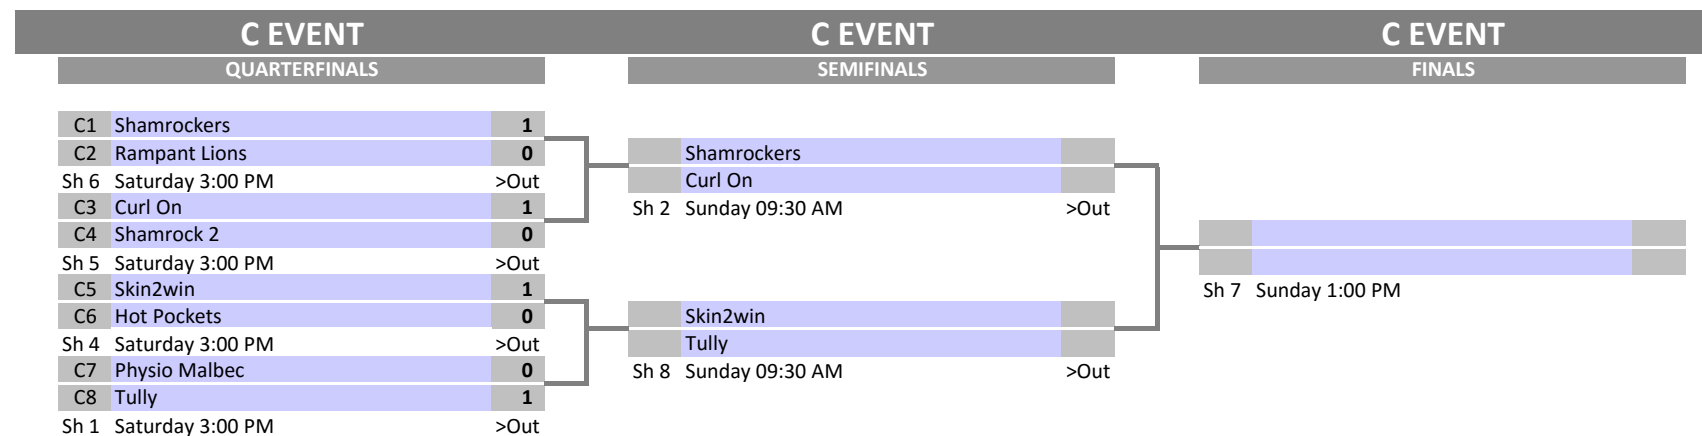 C EVENT C EVENT C EVENT
QUARTERFINALS SEMIFINALS FINALS
C1 Shamrockers 1
C2 Rampant Lions 0
Sh 6 Saturday 3:00 PM >Out
C3 Curl On 1
C4 Shamrock 2 0
Sh 5 Saturday 3:00 PM >Out
C5 Skin2win 1
C6 Hot Pockets 0
Sh 4 Saturday 3:00 PM >Out
C7 Physio Malbec 0
C8 Tully 1
Sh 1 Saturday 3:00 PM >Out
Shamrockers
Curl On
Sh 2 Sunday 09:30 AM >Out
Skin2win
Tully
Sh 8 Sunday 09:30 AM >Out
Sh 7 Sunday 1:00 PM